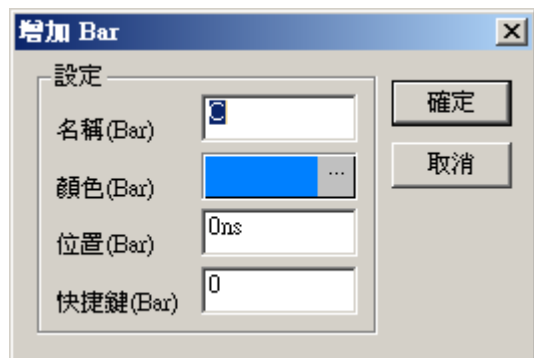 增加 Bar
設定
名稱(Bar)
C
顏色(Bar)
...
位置(Bar)
0ns
快捷鍵(Bar)
0
確定
取消